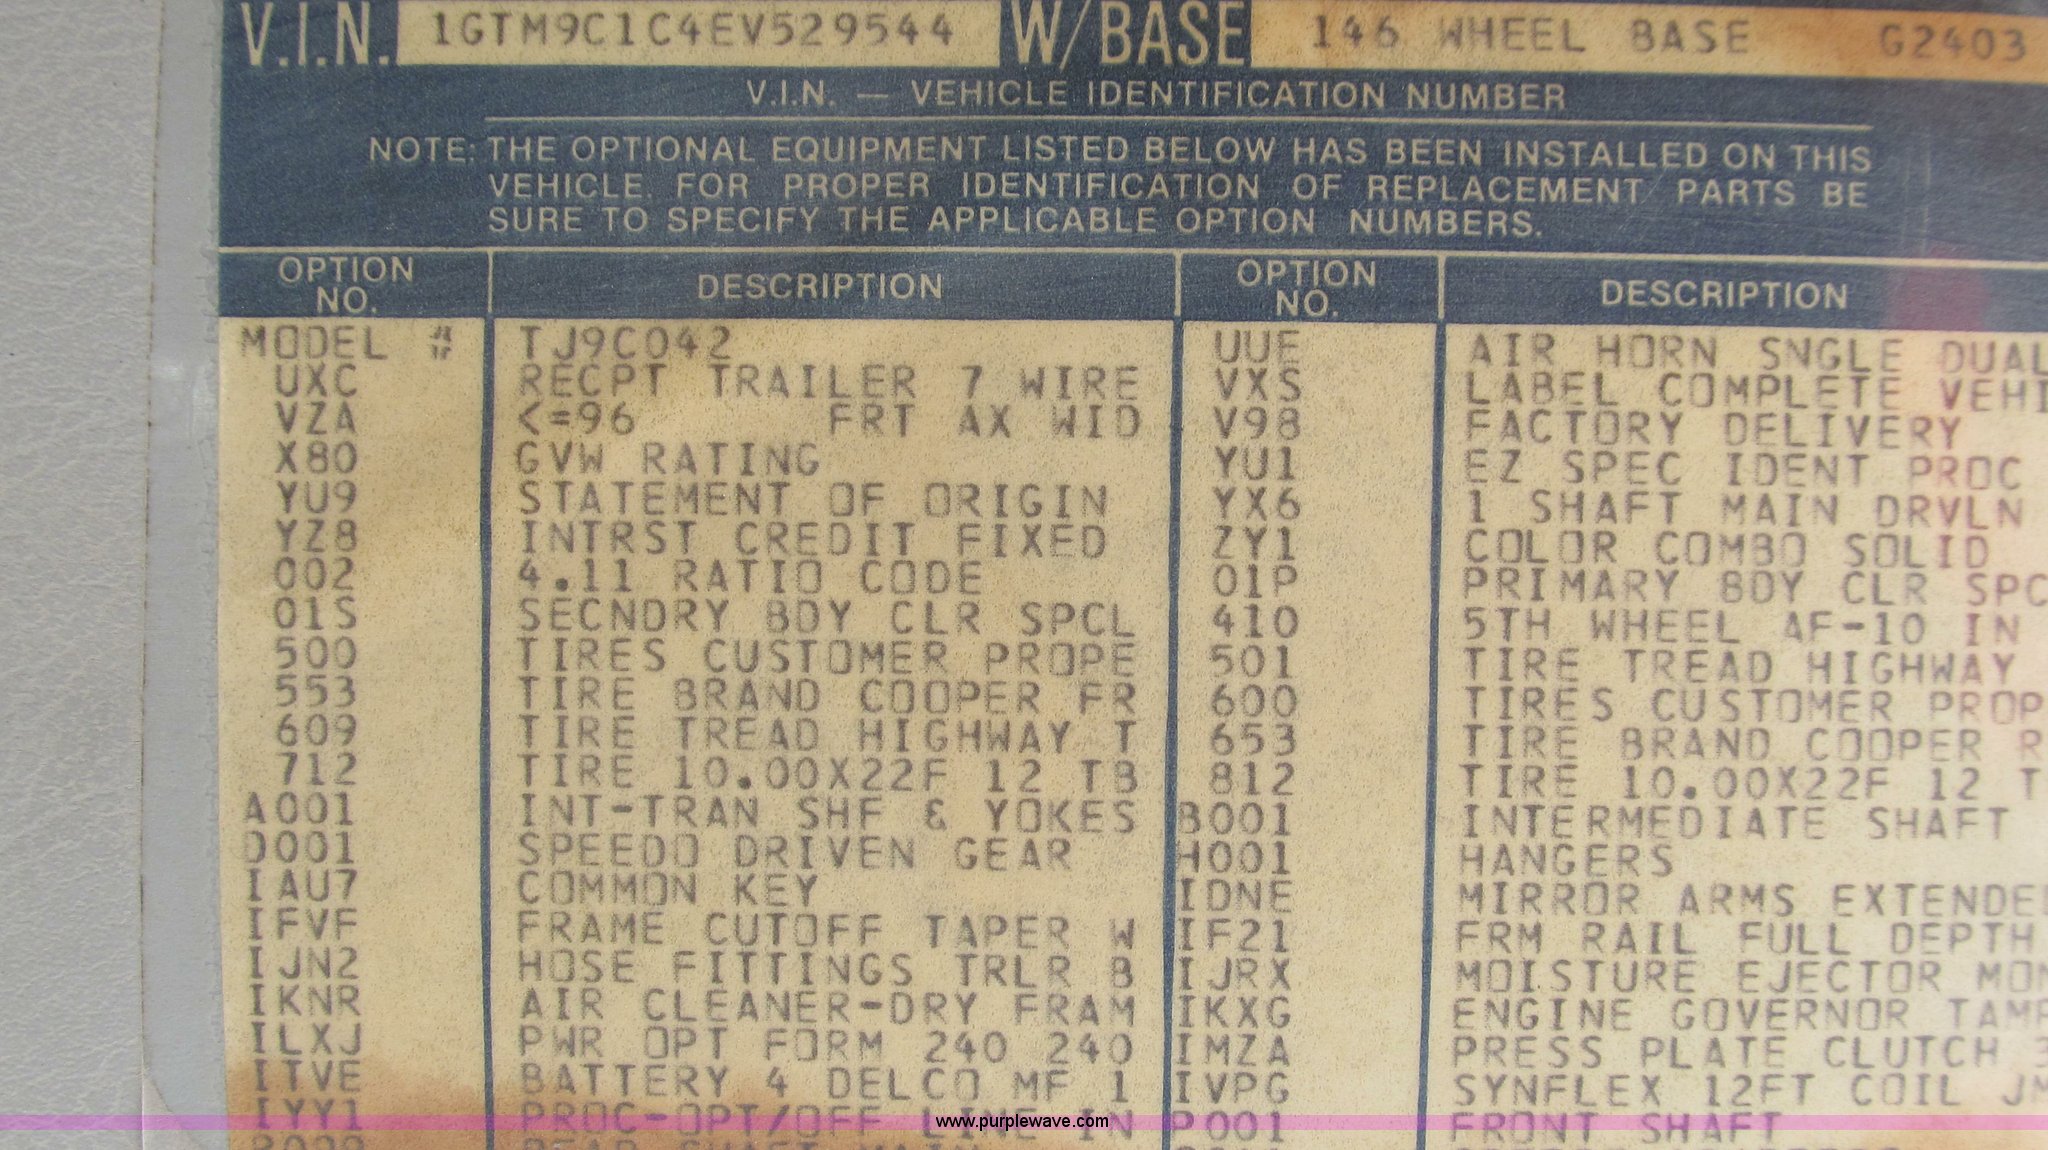 V.I.N. 1GTM9C1C4EV529544 W/BASE 146 WHEEL BASE G2403
V.I.N. — VEHICLE IDENTIFICATION NUMBER
NOTE: THE OPTIONAL EQUIPMENT LISTED BELOW HAS BEEN INSTALLED ON THIS
VEHICLE. FOR PROPER IDENTIFICATION OF REPLACEMENT PARTS BE
SURE TO SPECIFY THE APPLICABLE OPTION NUMBERS.
OPTION NO. DESCRIPTION OPTION NO. DESCRIPTION
MODEL # TJ9C042 UUE AIR HORN SNGLE DUAL
UXC RECPT TRAILER 7 WIRE VXS LABEL COMPLETE VEHI
VZA <=96 FRT AX WID V98 FACTORY DELIVERY
X80 GVW RATING YU1 EZ SPEC IDENT PROC
YU9 STATEMENT OF ORIGIN YX6 1 SHAFT MAIN DRVLN
YZ8 INTRST CREDIT FIXED ZY1 COLOR COMBO SOLID
002 4.11 RATIO CODE 01P PRIMARY BDY CLR SPC
01S SECNDRY BDY CLR SPCL 410 5TH WHEEL AF-10 IN
500 TIRES CUSTOMER PROPE 501 TIRE TREAD HIGHWAY
553 TIRE BRAND COOPER FR 600 TIRES CUSTOMER PROP
609 TIRE TREAD HIGHWAY T 653 TIRE BRAND COOPER R
712 TIRE 10.00X22F 12 TB 812 TIRE 10.00X22F 12 T
A001 INT-TRAN SHF & YOKES B001 INTERMEDIATE SHAFT
D001 SPEEDO DRIVEN GEAR H001 HANGERS
IAU7 COMMON KEY IDNE MIRROR ARMS EXTENDE
IFVF FRAME CUTOFF TAPER W IF21 FRM RAIL FULL DEPTH
IJN2 HOSE FITTINGS TRLR B IJRX MOISTURE EJECTOR MON
IKNR AIR CLEANER-DRY FRAM IKXG ENGINE GOVERNOR TAMP
ILXJ PWR OPT FORM 240 240 IMZA PRESS PLATE CLUTCH 3
ITVE BATTERY 4 DELCO MF 1 IVPG SYNFLEX 12FT COIL JM
IYY1 PROC-OPT/OFF LINE IN P001 FRONT SHAFT
www.purplewave.com